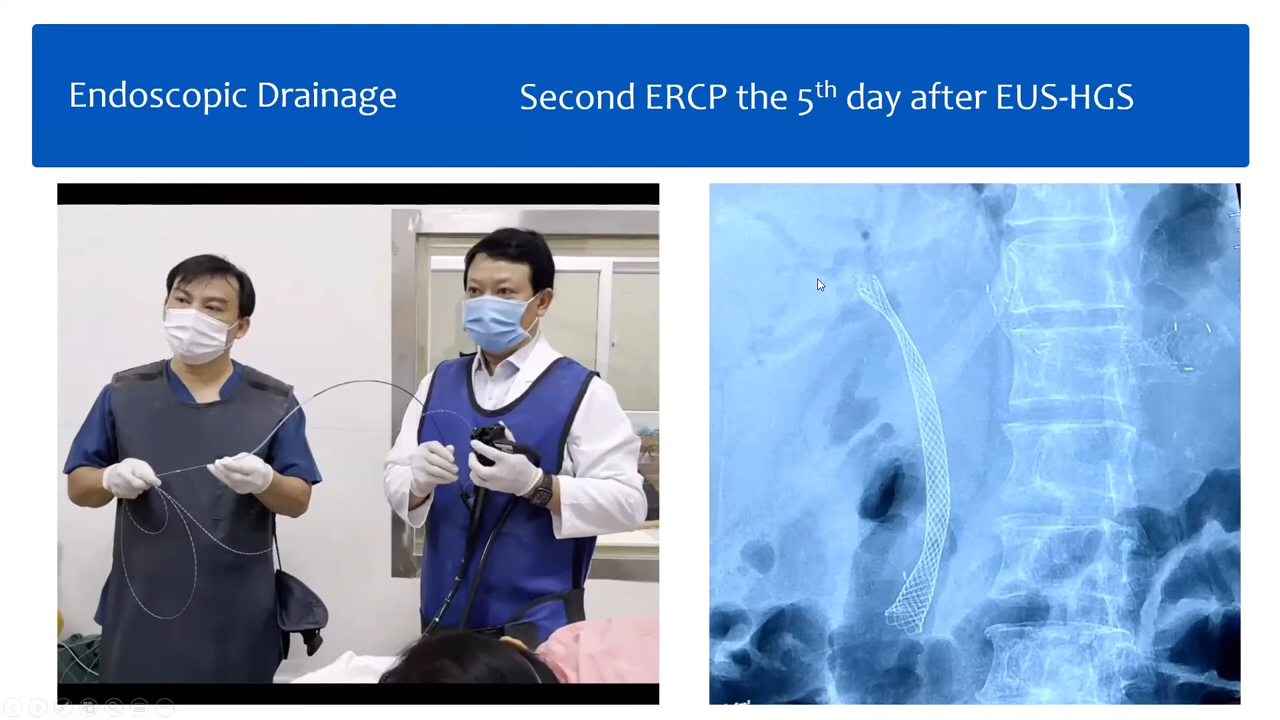 Endoscopic Drainage
Second ERCP the 5th day after EUS-HGS